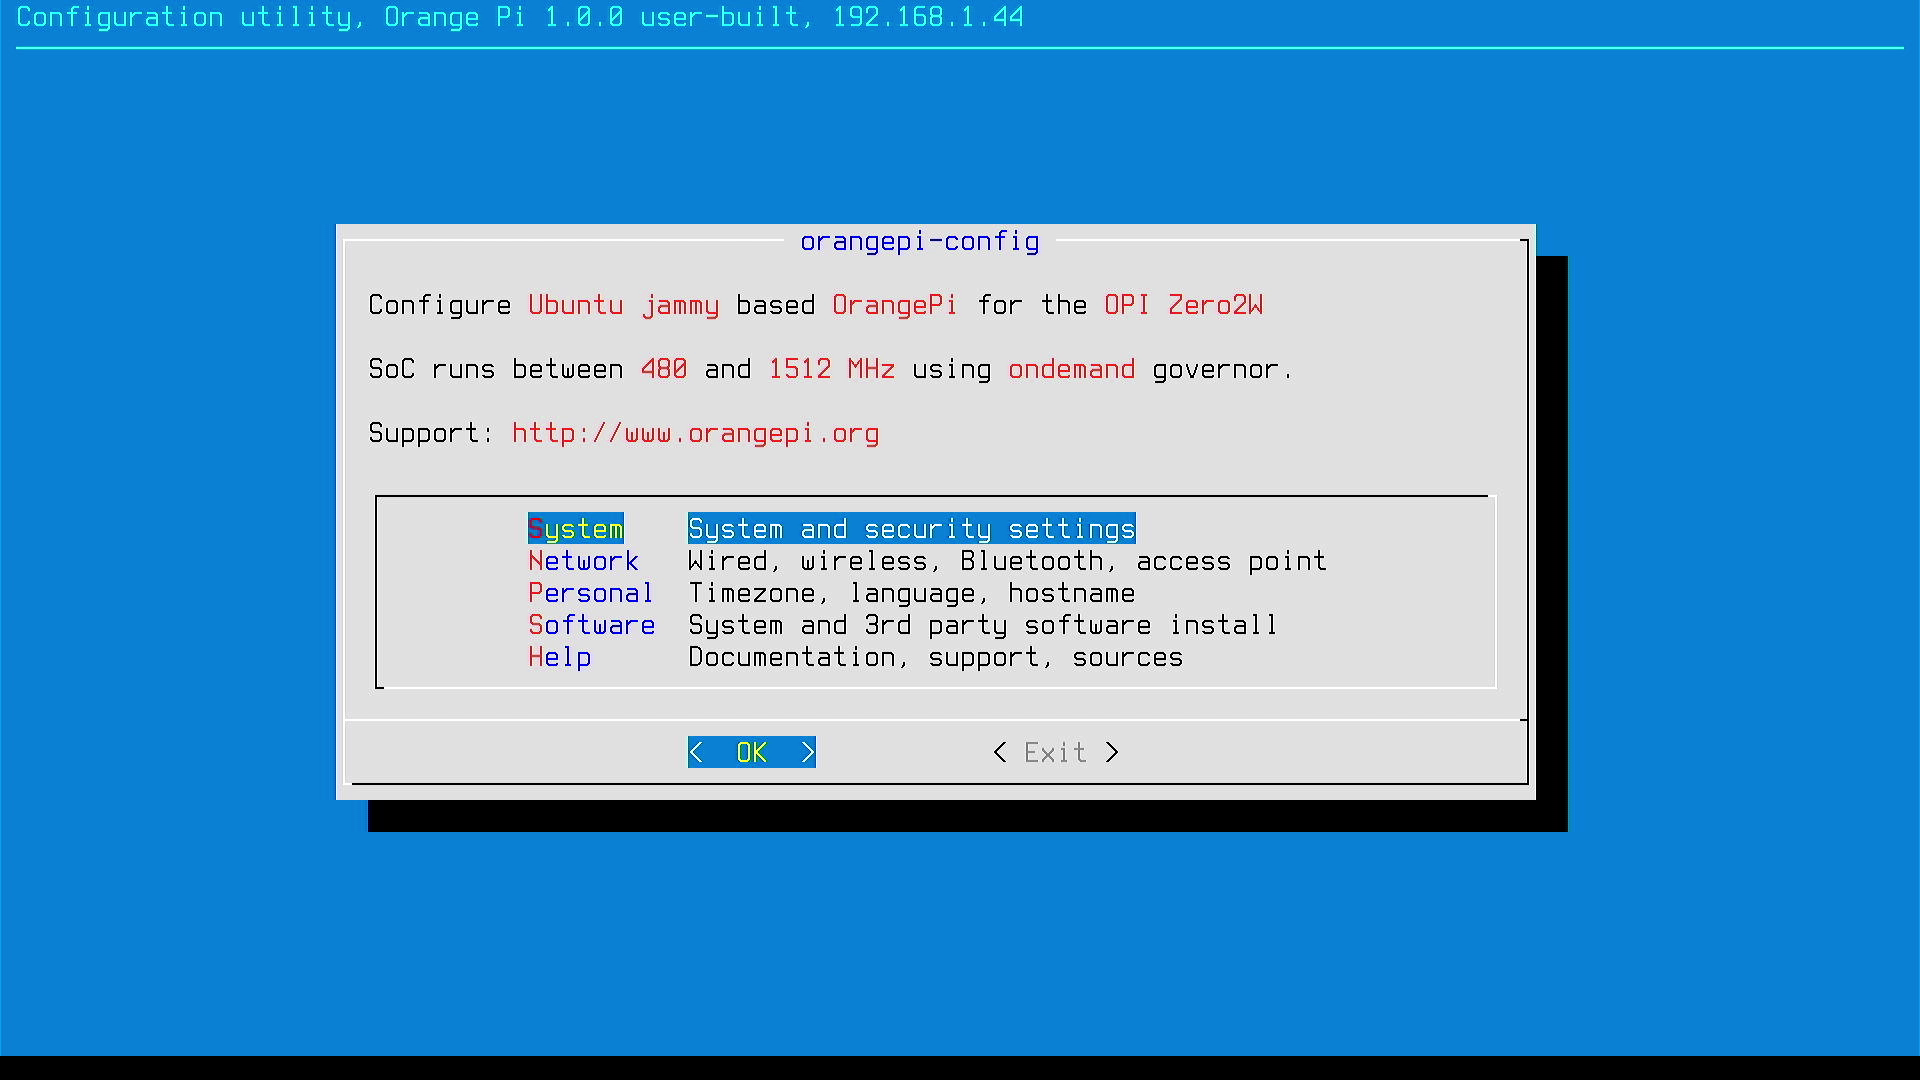 Configuration utility, Orange Pi 1.0.0 user-built, 192.168.1.44
orangepi-config
Configure Ubuntu jammy based OrangePi for the OPI Zero2W
SoC runs between 480 and 1512 MHz using ondemand governor.
Support: http://www.orangepi.org
System System and security settings
Network Wired, wireless, Bluetooth, access point
Personal Timezone, language, hostname
Software System and 3rd party software install
Help Documentation, support, sources
< OK > < Exit >